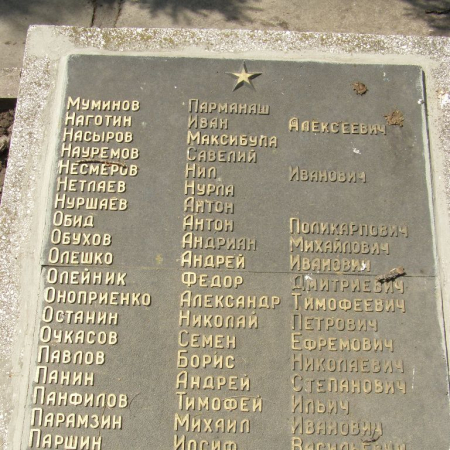 Муминов Парманаш
Наготин Иван Алексеевич
Насыров Максибула
Науремов Савелий
Несмеров Нил Иванович
Нетлаев Нурла
Нуршаев Антон
Обид Антон Поликарпович
Обухов Андриан Михайлович
Олешко Андрей Иванович
Олейник Федор Дмитриевич
Оноприенко Александр Тимофеевич
Останин Николай Петрович
Очкасов Семен Ефремович
Павлов Борис Николаевич
Панин Андрей Степанович
Панфилов Тимофей Ильич
Парамзин Михаил Иванович
Паршин Иосиф Васильевич